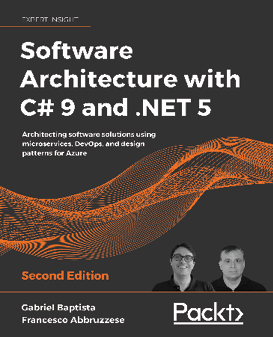 EXPERT INSIGHT
Software
Architecture with
C# 9 and .NET 5
Architecting software solutions using
microservices, DevOps, and design
patterns for Azure
Second Edition
Gabriel Baptista
Francesco Abbruzzese
Packt>